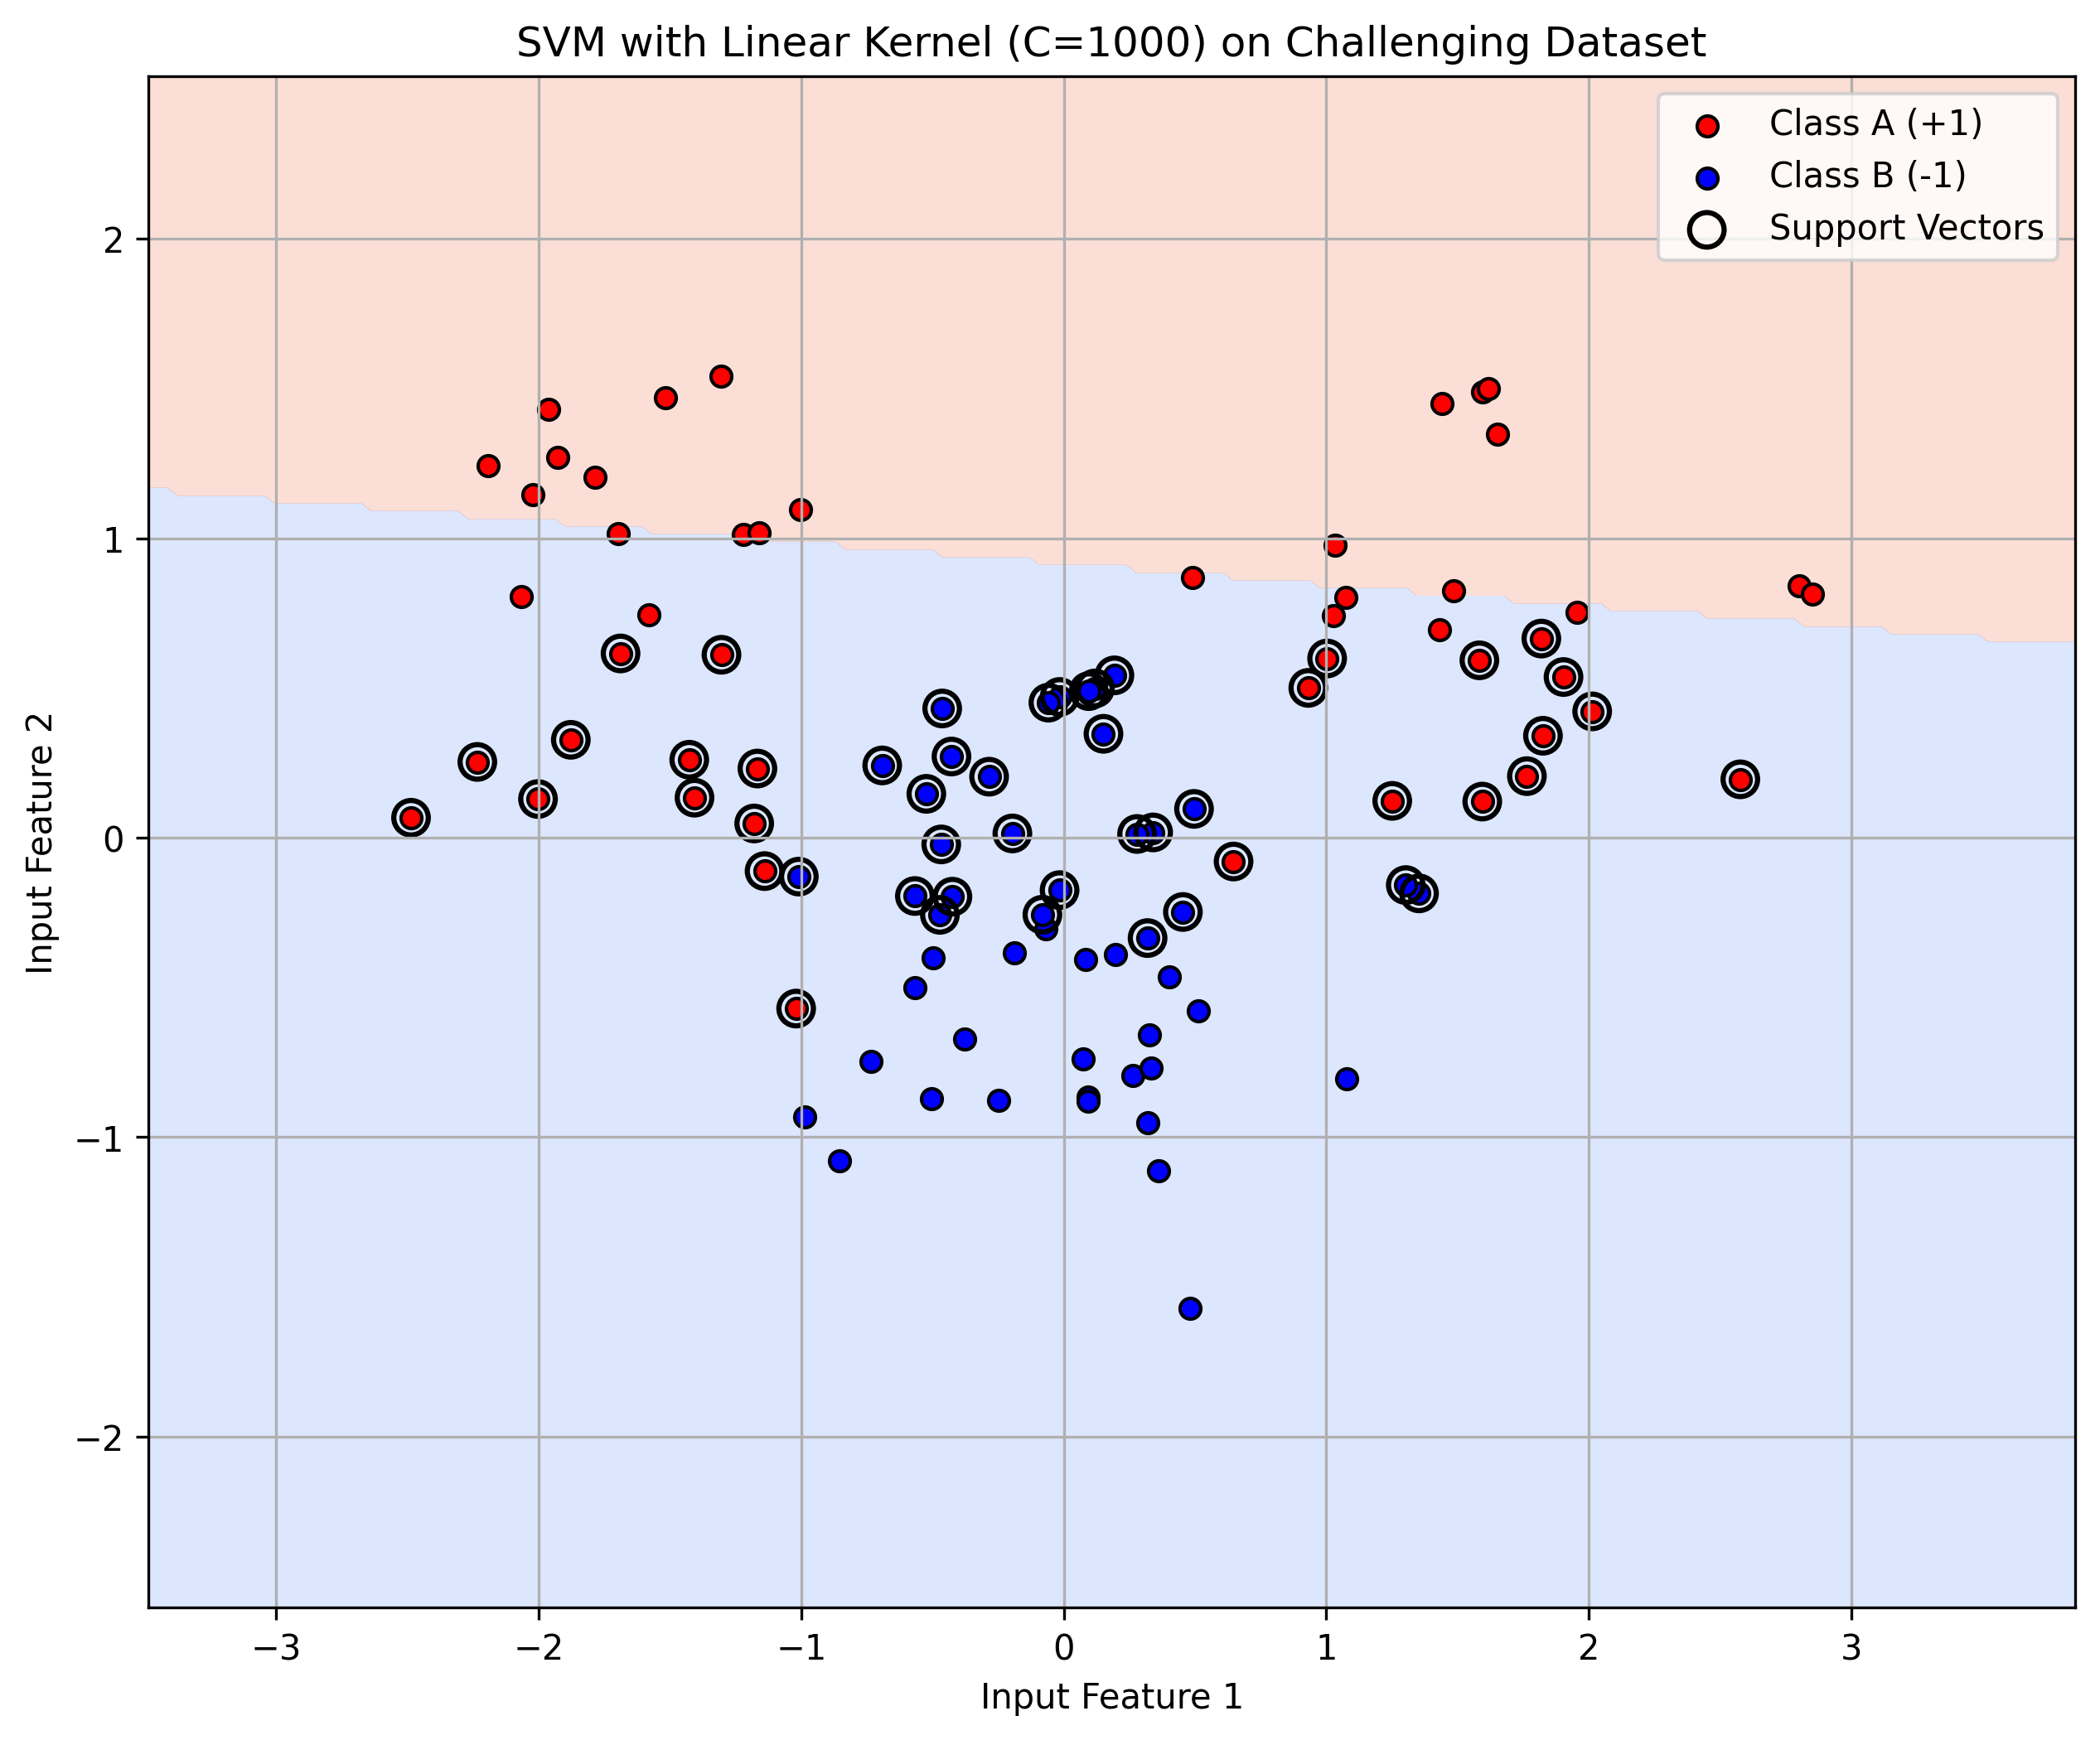 SVM with Linear Kernel (C=1000) on Challenging Dataset
Class A (+1)
Class B (-1)
Support Vectors
Input Feature 2
2
1
0
−1
−2
−3
−2
−1
0
1
2
3
Input Feature 1